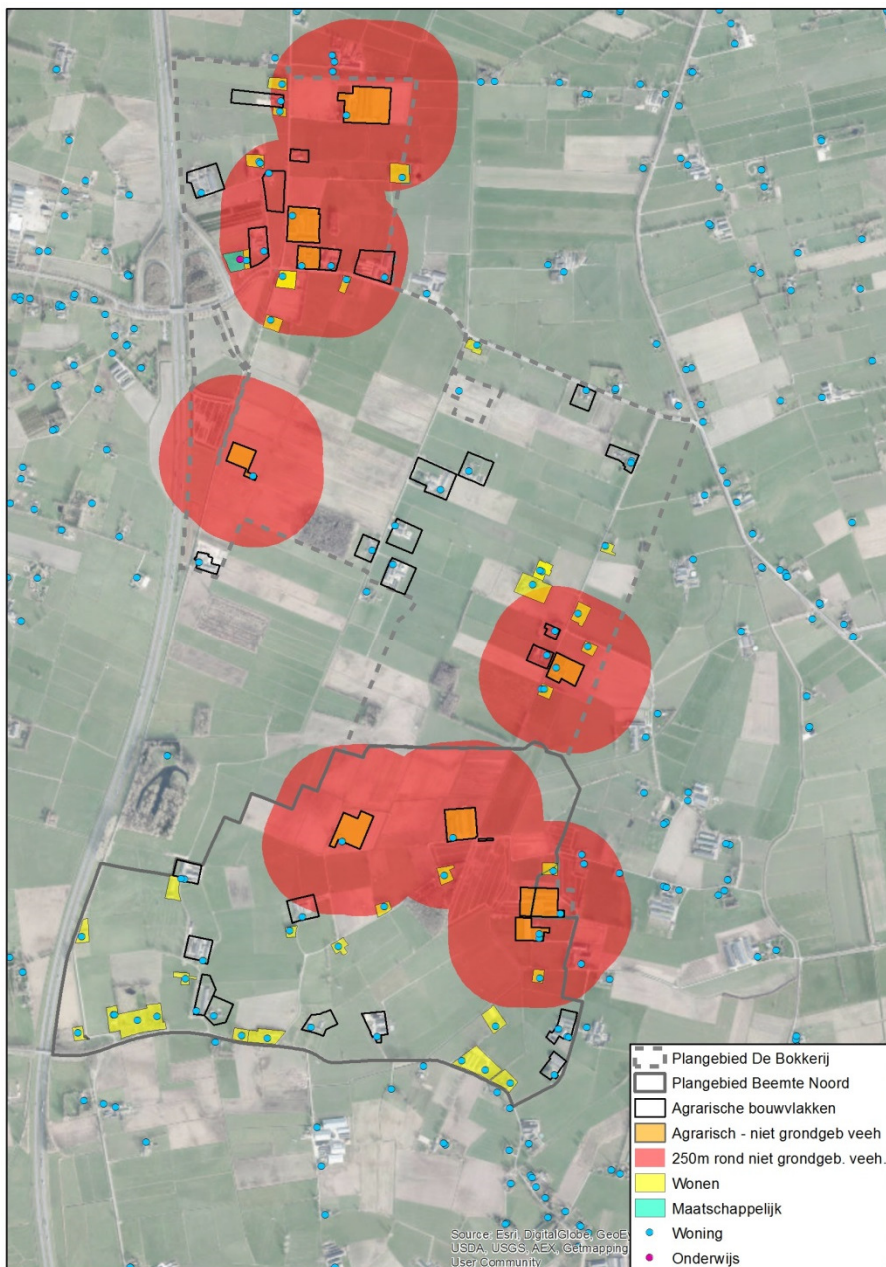 Plangebied De Bokkerij
Plangebied Beemte Noord
Agrarische bouwvlakken
Agrarisch - niet grondgeb veeh
250m rond niet grondgeb. veeh.
Wonen
Maatschappelijk
Woning
Onderwijs
Source: Esri, DigitalGlobe, GeoEy
USDA, USGS, AEX, Getmapping
User Community